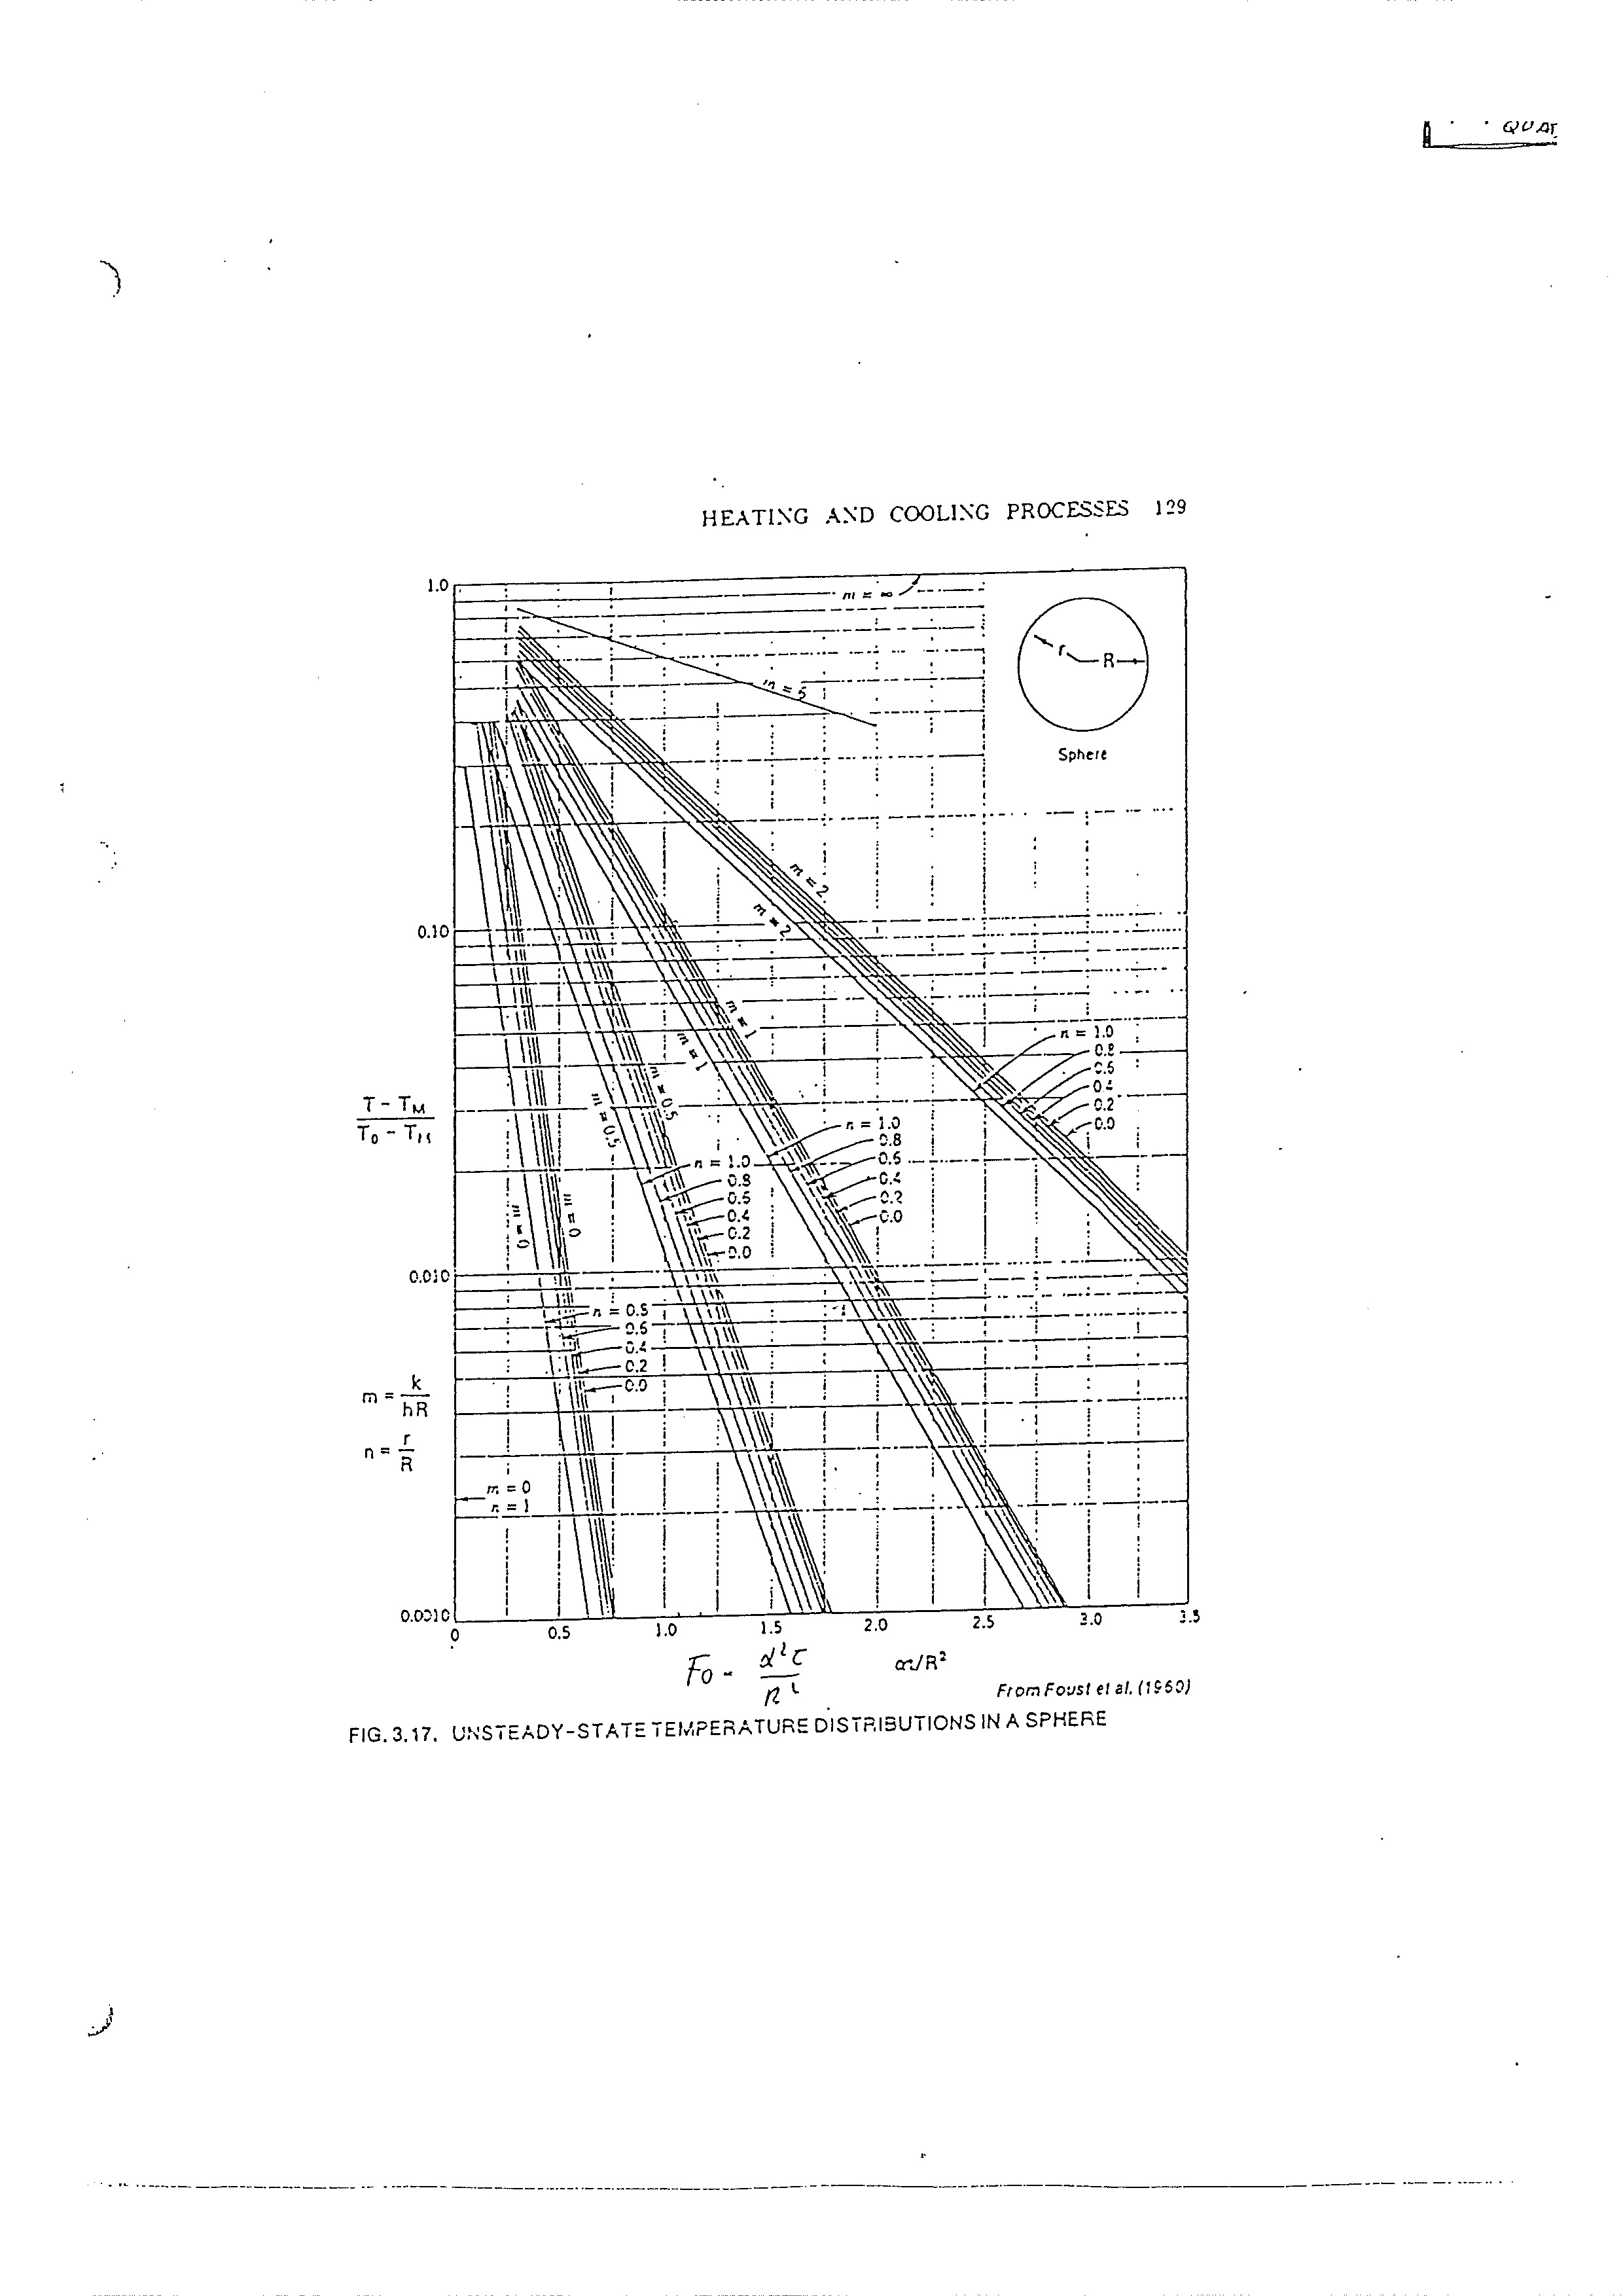 QUAT
HEATING AND COOLING PROCESSES 129
1.0
m = ∞
r
R
m = 5
Sphere
m = 2
0.10
m = 2
m = 1
m = 1
n = 1.0
0.8
0.6
0.4
0.2
0.0
m = 0.5
m = 0.5
T - TM
T0 - TM
n = 1.0
0.8
0.6
0.4
0.2
0.0
n = 1.0
0.8
0.6
0.4
0.2
0.0
m = 0
m = 0
0.010
n = 0.8
0.6
0.4
0.2
0.0
m = k
hR
n = r
R
m = 0
n = 1
0.0010
0 0.5 1.0 1.5 2.0 2.5 3.0 3.5
Fo -
/R²
From Foust et al. (1960)
FIG. 3.17. UNSTEADY-STATE TEMPERATURE DISTRIBUTIONS IN A SPHERE